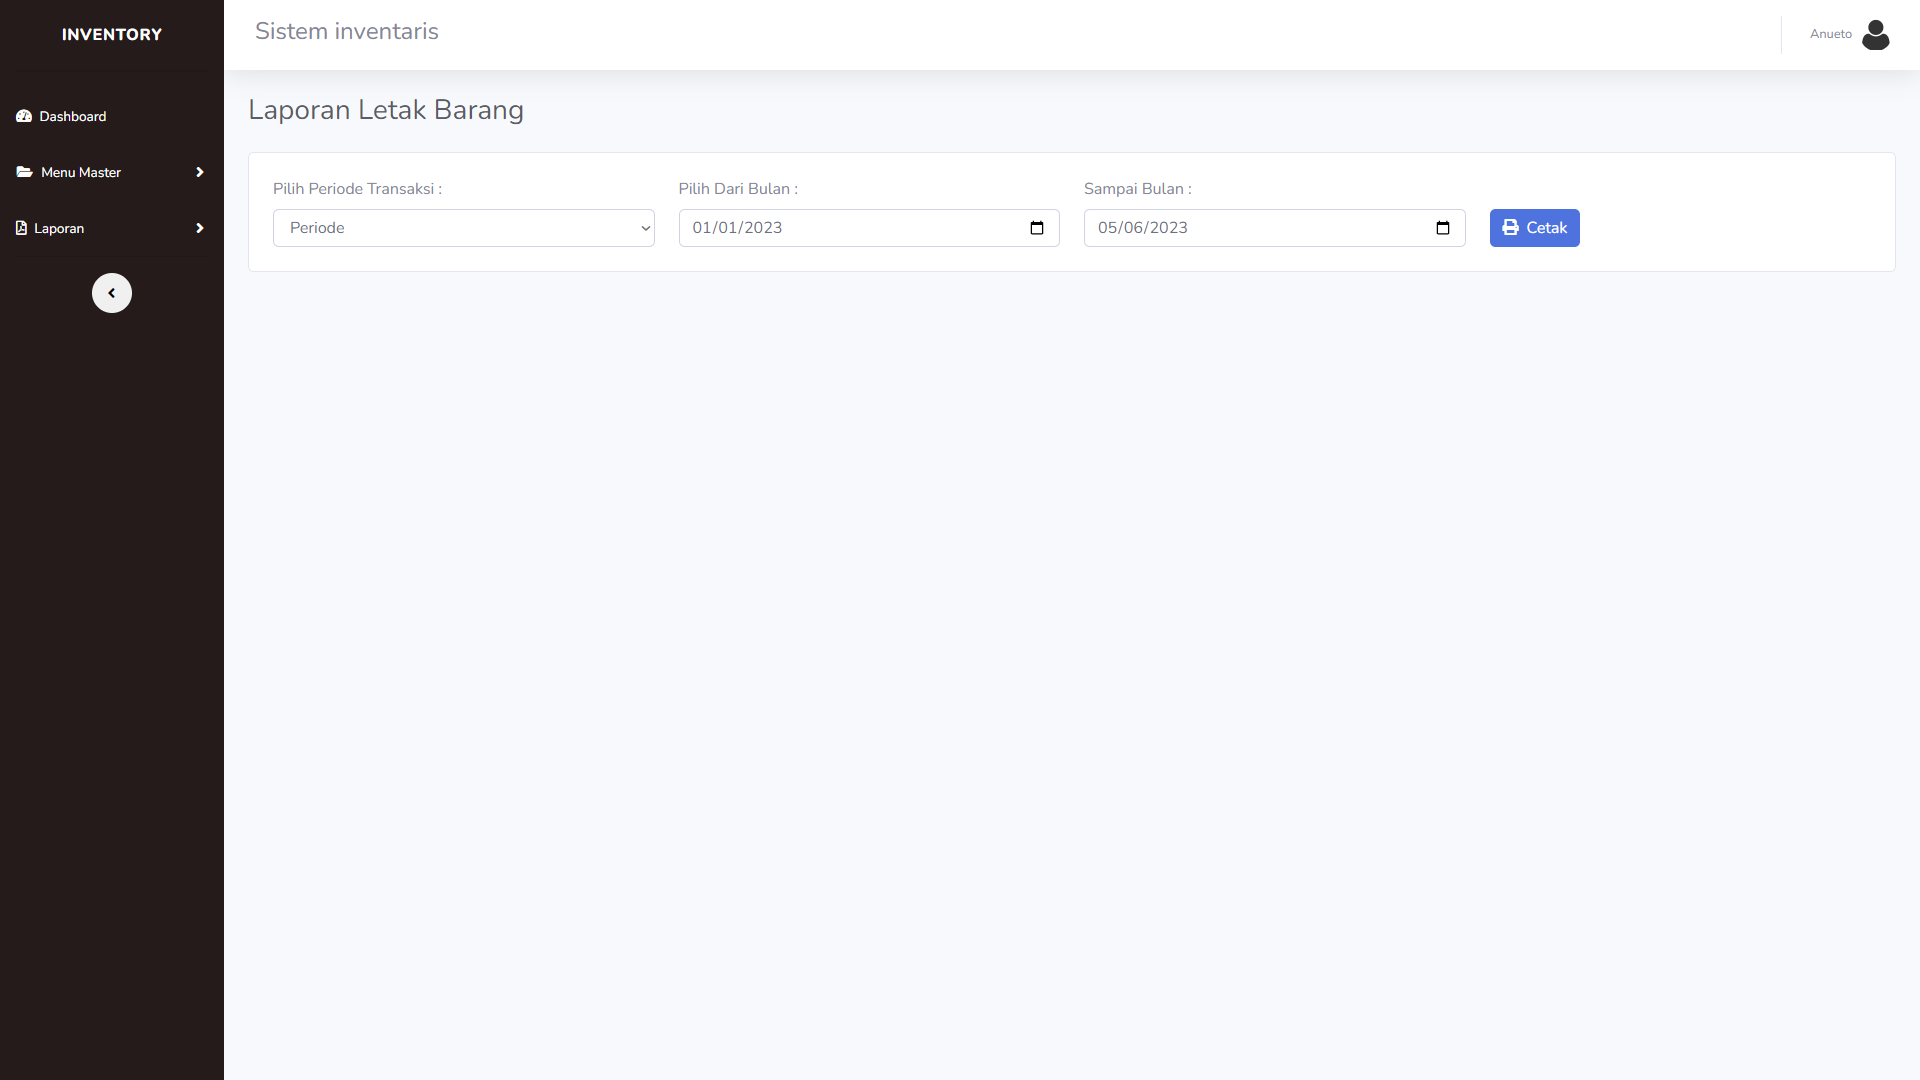 INVENTORY
Sistem inventaris
Anueto
Dashboard
Menu Master
Laporan
Laporan Letak Barang
Pilih Periode Transaksi :
Pilih Dari Bulan :
Sampai Bulan :
Periode
01/01/2023
05/06/2023
Cetak